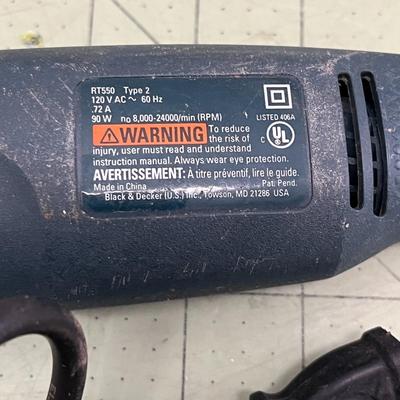 RT550 Type 2
120 V AC ~ 60 Hz
.72 A
90 W no 8,000-24000/min (RPM)
LISTED 406A
C UL
WARNING To reduce the risk of
injury, user must read and understand
instruction manual. Always wear eye protection.
AVERTISSEMENT: À titre préventif, lire le guide.
Made in China Pat. Pend.
Black & Decker (U.S.) Inc., Towson, MD 21286 USA